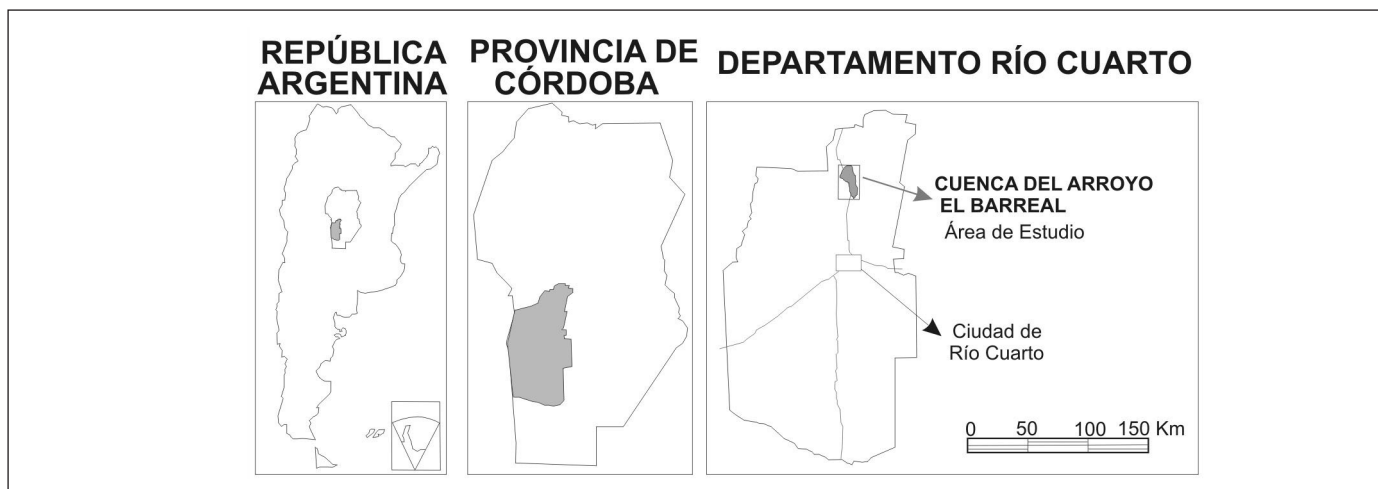 REPÚBLICA
ARGENTINA
PROVINCIA DE
CÓRDOBA
DEPARTAMENTO RÍO CUARTO
CUENCA DEL ARROYO
EL BARREAL
Área de Estudio
Ciudad de
Río Cuarto
0 50 100 150 Km